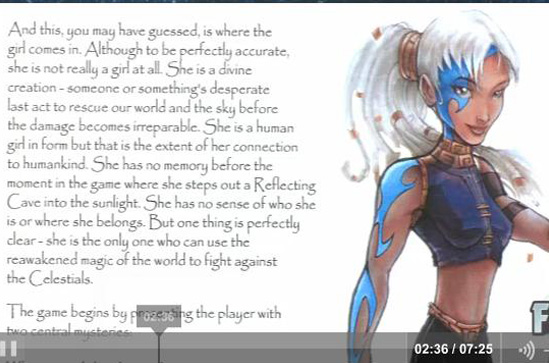 And this, you may have guessed, is where the
girl comes in. Although to be perfectly accurate,
she is not really a girl at all. She is a divine
creation - someone or something's desperate
last act to rescue our world and the sky before
the damage becomes irreparable. She is a human
girl in form but that is the extent of her connection
to humankind. She has no memory before the
moment in the game where she steps out a Reflecting
Cave into the sunlight. She has no sense of who she
is or where she belongs. But one thing is perfectly
clear - she is the only one who can use the
reawakened magic of the world to fight against
the Celestials.
The game begins by presenting the player with
two central mysteries:
02:36 / 07:25